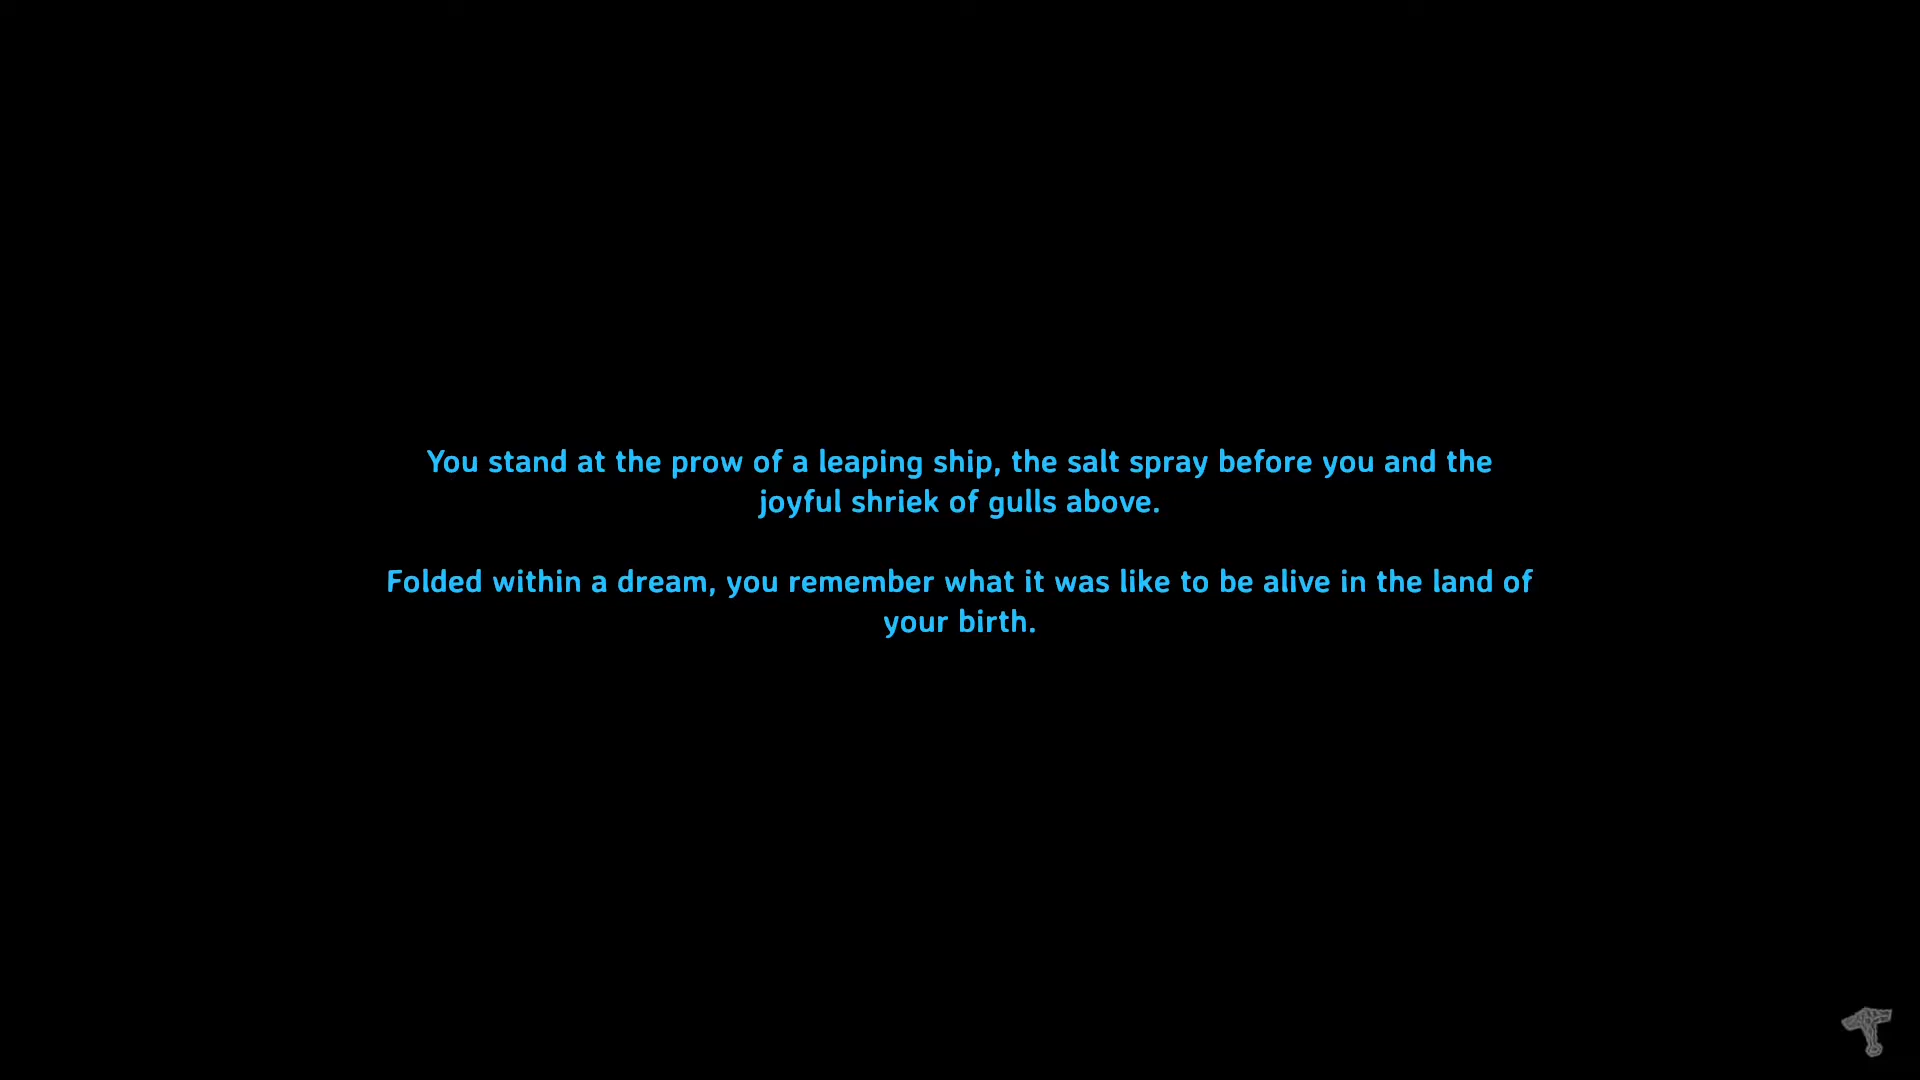 You stand at the prow of a leaping ship, the salt spray before you and the
joyful shriek of gulls above.
Folded within a dream, you remember what it was like to be alive in the land of
your birth.